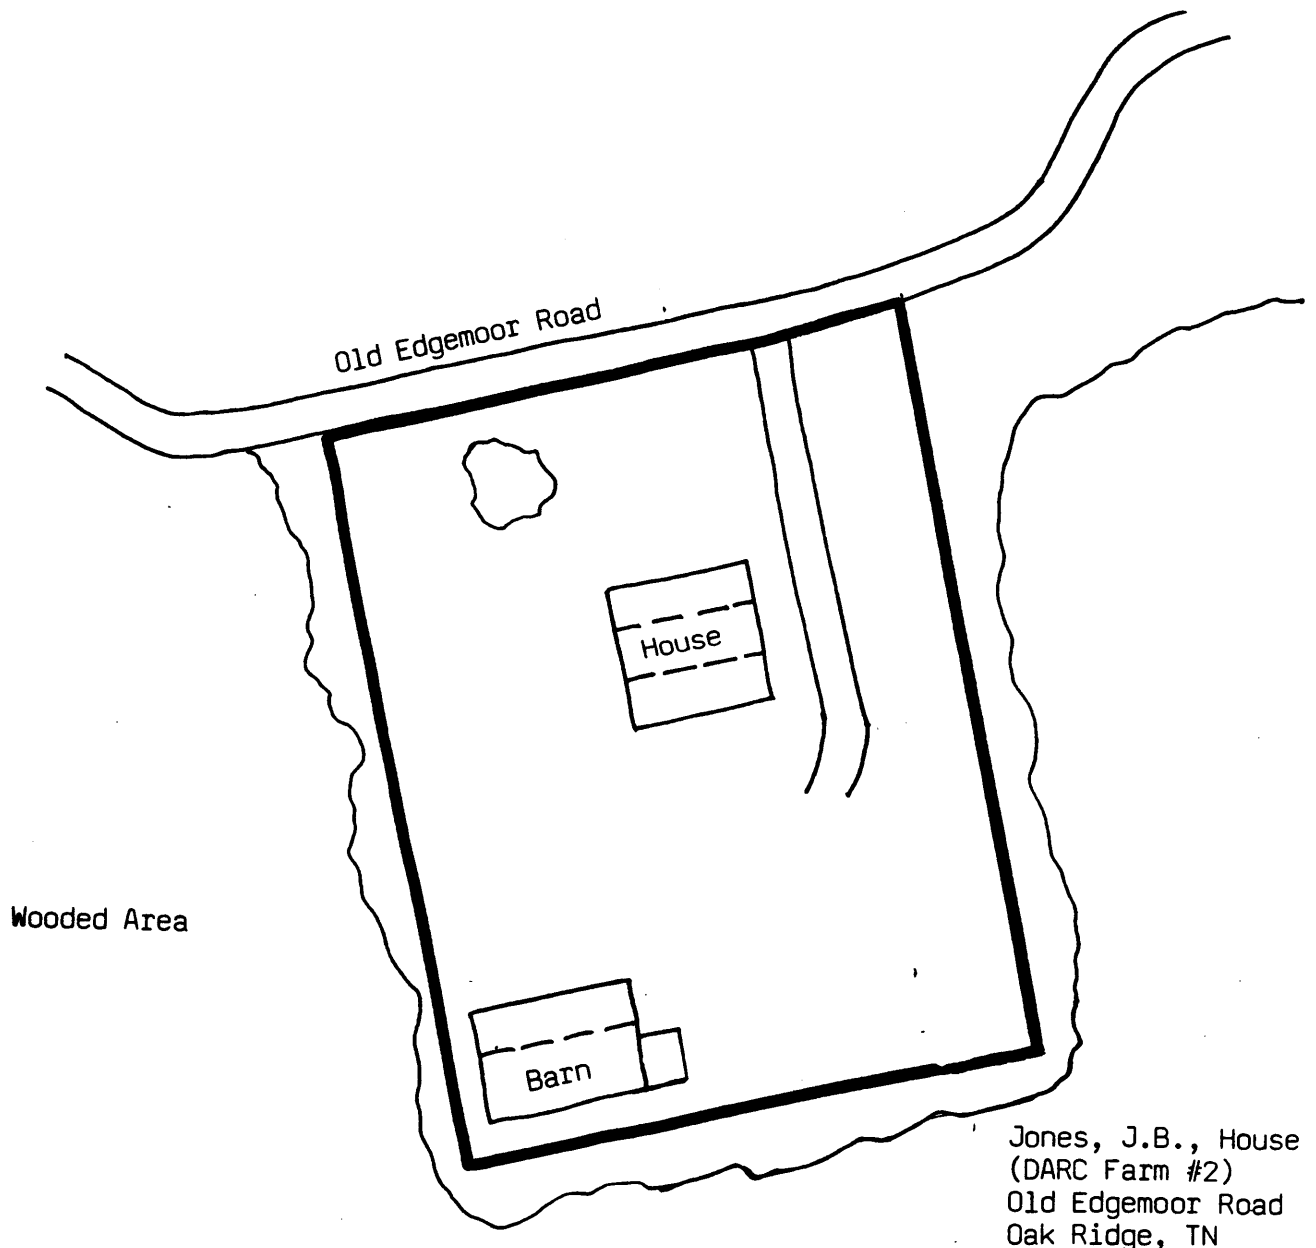 Old Edgemoor Road
House
Wooded Area
Barn
Jones, J.B., House
(DARC Farm #2)
Old Edgemoor Road
Oak Ridge, TN